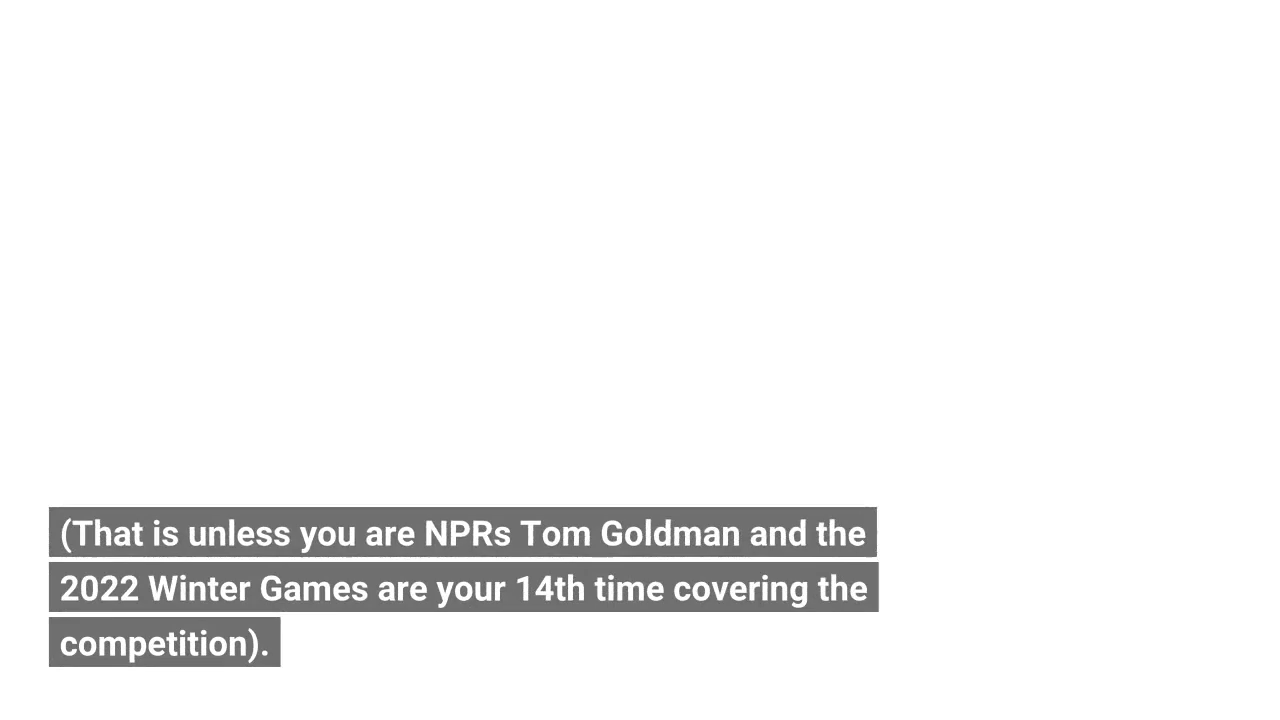 (That is unless you are NPRs Tom Goldman and the
2022 Winter Games are your 14th time covering the
competition).